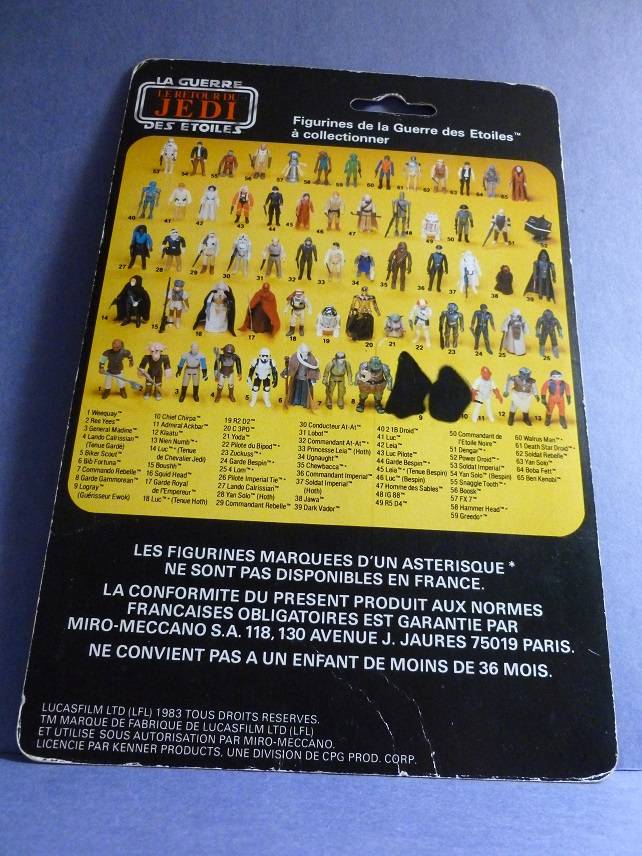 LA GUERRE
LE RETOUR DU
JEDI
DES ETOILES
Figurines de la Guerre des Etoiles™
à collectionner
1 Weequay™
2 Ree Yees™
3 General Madine™
4 Lando Calrissian™
(Tenue Garde)
5 Biker Scout™
6 Bib Fortuna™
7 Commando Rebelle™
8 Garde Gammorean™
9 Logray™
(Guérisseur Ewok)
10 Chief Chirpa™
11 Admiral Ackbar™
12 Klaatu™
13 Nien Numb™
14 Luc™* (Tenue
de Chevalier Jedi)
15 Boushh™
16 Squid Head™
17 Garde Royal
de l'Empereur™
18 Luc™* (Tenue Hoth)
19 R2 D2™
20 C 3PO™
21 Yoda™
22 Pilote du Bipode™
23 Zuckuss™
24 Garde Bespin™
25 4 Lom™
26 Pilote Imperial Tie™
27 Lando Calrissian™
28 Yan Solo™ (Hoth)
29 Commandant Rebelle™
30 Conducteur At-At™
31 Lobot™
32 Commandant At-At™
33 Princesse Leïa (Hoth)
34 Ugnaught™
35 Chewbacca™
36 Commandant Impérial™
37 Soldat Imperial™
(Hoth)
38 Jawa™
39 Dark Vador™
40 2 1B Droid™
41 Luc™
42 Leïa™
43 Luc Pilote™
44 Garde Bespin™
45 Leïa™ (Tenue Bespin)
46 Luc™ (Bespin)
47 Homme des Sables™
48 IG 88™
49 R5 D4™
50 Commandant de
l'Etoile Noire™
51 Dengar™
52 Power Droid™
53 Soldat Impérial™
54 Yan Solo™ (Bespin)
55 Snaggle Tooth™
56 Bossk™
57 FX 7™
58 Hammer Head™
59 Greedo™
60 Walrus Man™
61 Death Star Droid™
62 Soldat Rebelle™
63 Yan Solo™
64 Boba Fett™
65 Ben Kenobi™
LES FIGURINES MARQUEES D'UN ASTERISQUE *
NE SONT PAS DISPONIBLES EN FRANCE.
LA CONFORMITE DU PRESENT PRODUIT AUX NORMES
FRANCAISES OBLIGATOIRES EST GARANTIE PAR
MIRO-MECCANO S.A. 118, 130 AVENUE J. JAURES 75019 PARIS.
NE CONVIENT PAS A UN ENFANT DE MOINS DE 36 MOIS.
LUCASFILM LTD (LFL) 1983 TOUS DROITS RESERVES.
TM MARQUE DE FABRIQUE DE LUCASFILM LTD (LFL)
ET UTILISE SOUS AUTORISATION PAR MIRO-MECCANO.
LICENCIE PAR KENNER PRODUCTS, UNE DIVISION DE CPG PROD. CORP.